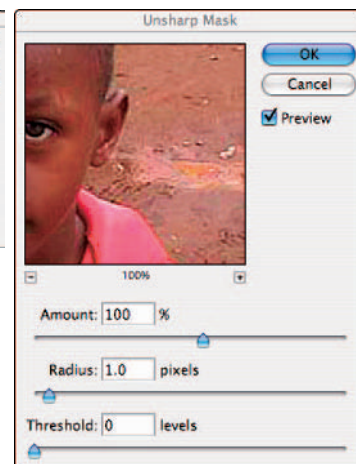 Unsharp Mask
OK
Cancel
Preview
100%
Amount: 100 %
Radius: 1.0 pixels
Threshold: 0 levels